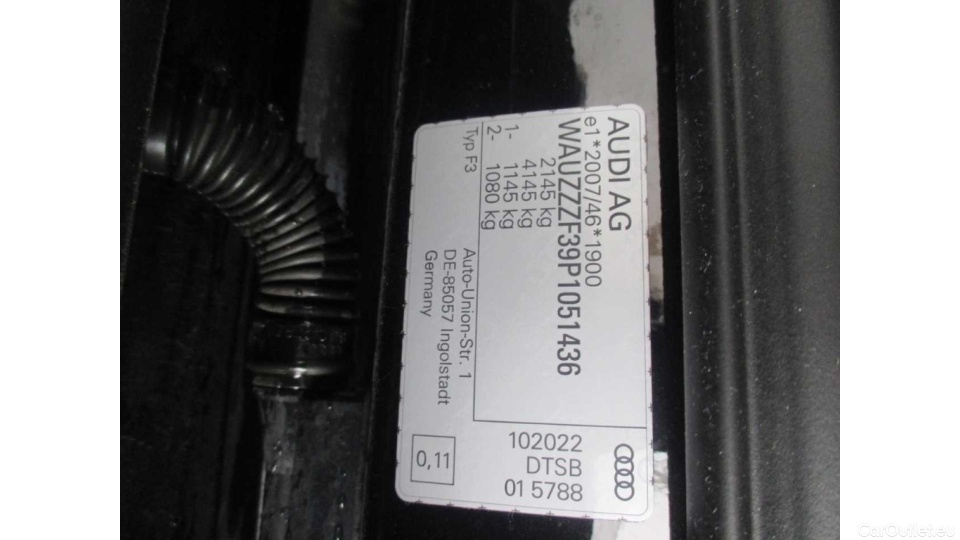 AUDI AG
e1*2007/46*1900
WAUZZZF39P1051436
2145 kg
4145 kg
1- 1145 kg
2- 1080 kg
Typ F3
Auto-Union-Str. 1
DE-85057 Ingolstadt
Germany
102022
DTSB
01 5788
0,11
CarOutlet.eu